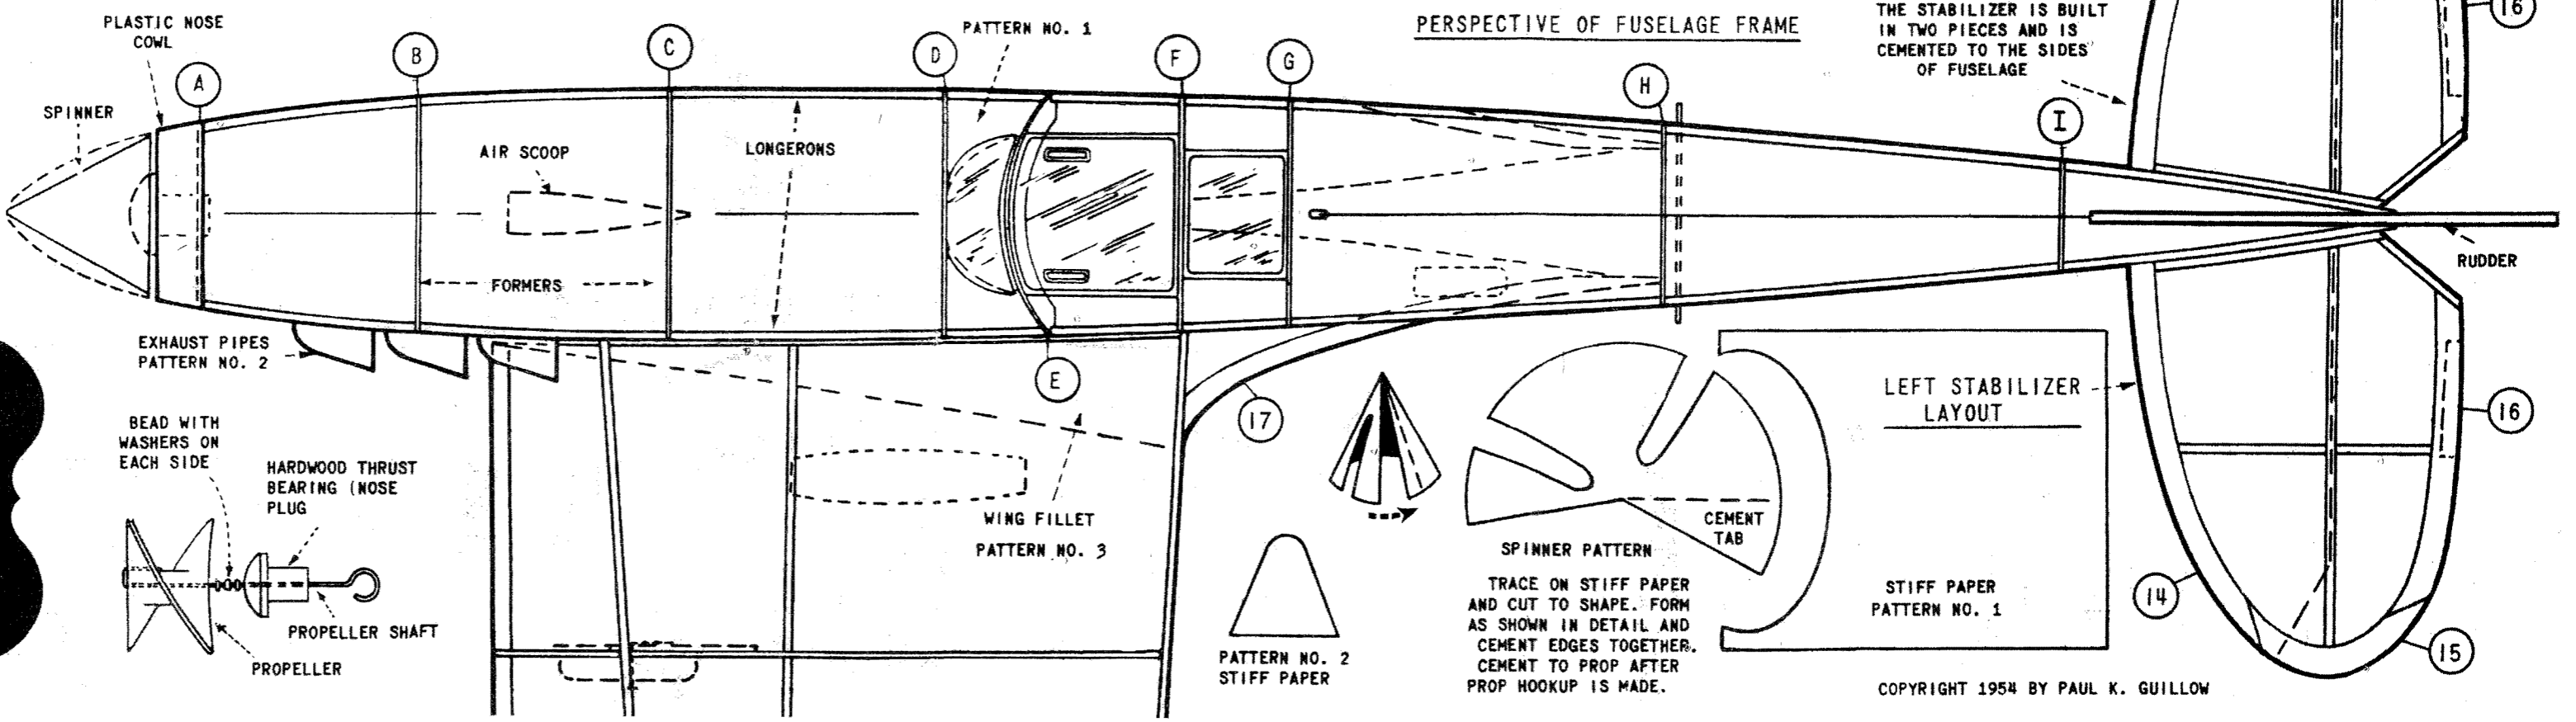 PLASTIC NOSE
COWL
SPINNER
A
B
C
D
PATTERN NO. 1
F
G
PERSPECTIVE OF FUSELAGE FRAME
H
THE STABILIZER IS BUILT
IN TWO PIECES AND IS
CEMENTED TO THE SIDES
OF FUSELAGE
16
I
AIR SCOOP
LONGERONS
FORMERS
RUDDER
EXHAUST PIPES
PATTERN NO. 2
E
17
LEFT STABILIZER
LAYOUT
16
BEAD WITH
WASHERS ON
EACH SIDE
HARDWOOD THRUST
BEARING (NOSE
PLUG
WING FILLET
PATTERN NO. 3
CEMENT
TAB
SPINNER PATTERN
TRACE ON STIFF PAPER
AND CUT TO SHAPE. FORM
AS SHOWN IN DETAIL AND
CEMENT EDGES TOGETHER.
CEMENT TO PROP AFTER
PROP HOOKUP IS MADE.
STIFF PAPER
PATTERN NO. 1
14
15
PROPELLER SHAFT
PROPELLER
PATTERN NO. 2
STIFF PAPER
COPYRIGHT 1954 BY PAUL K. GUILLOW